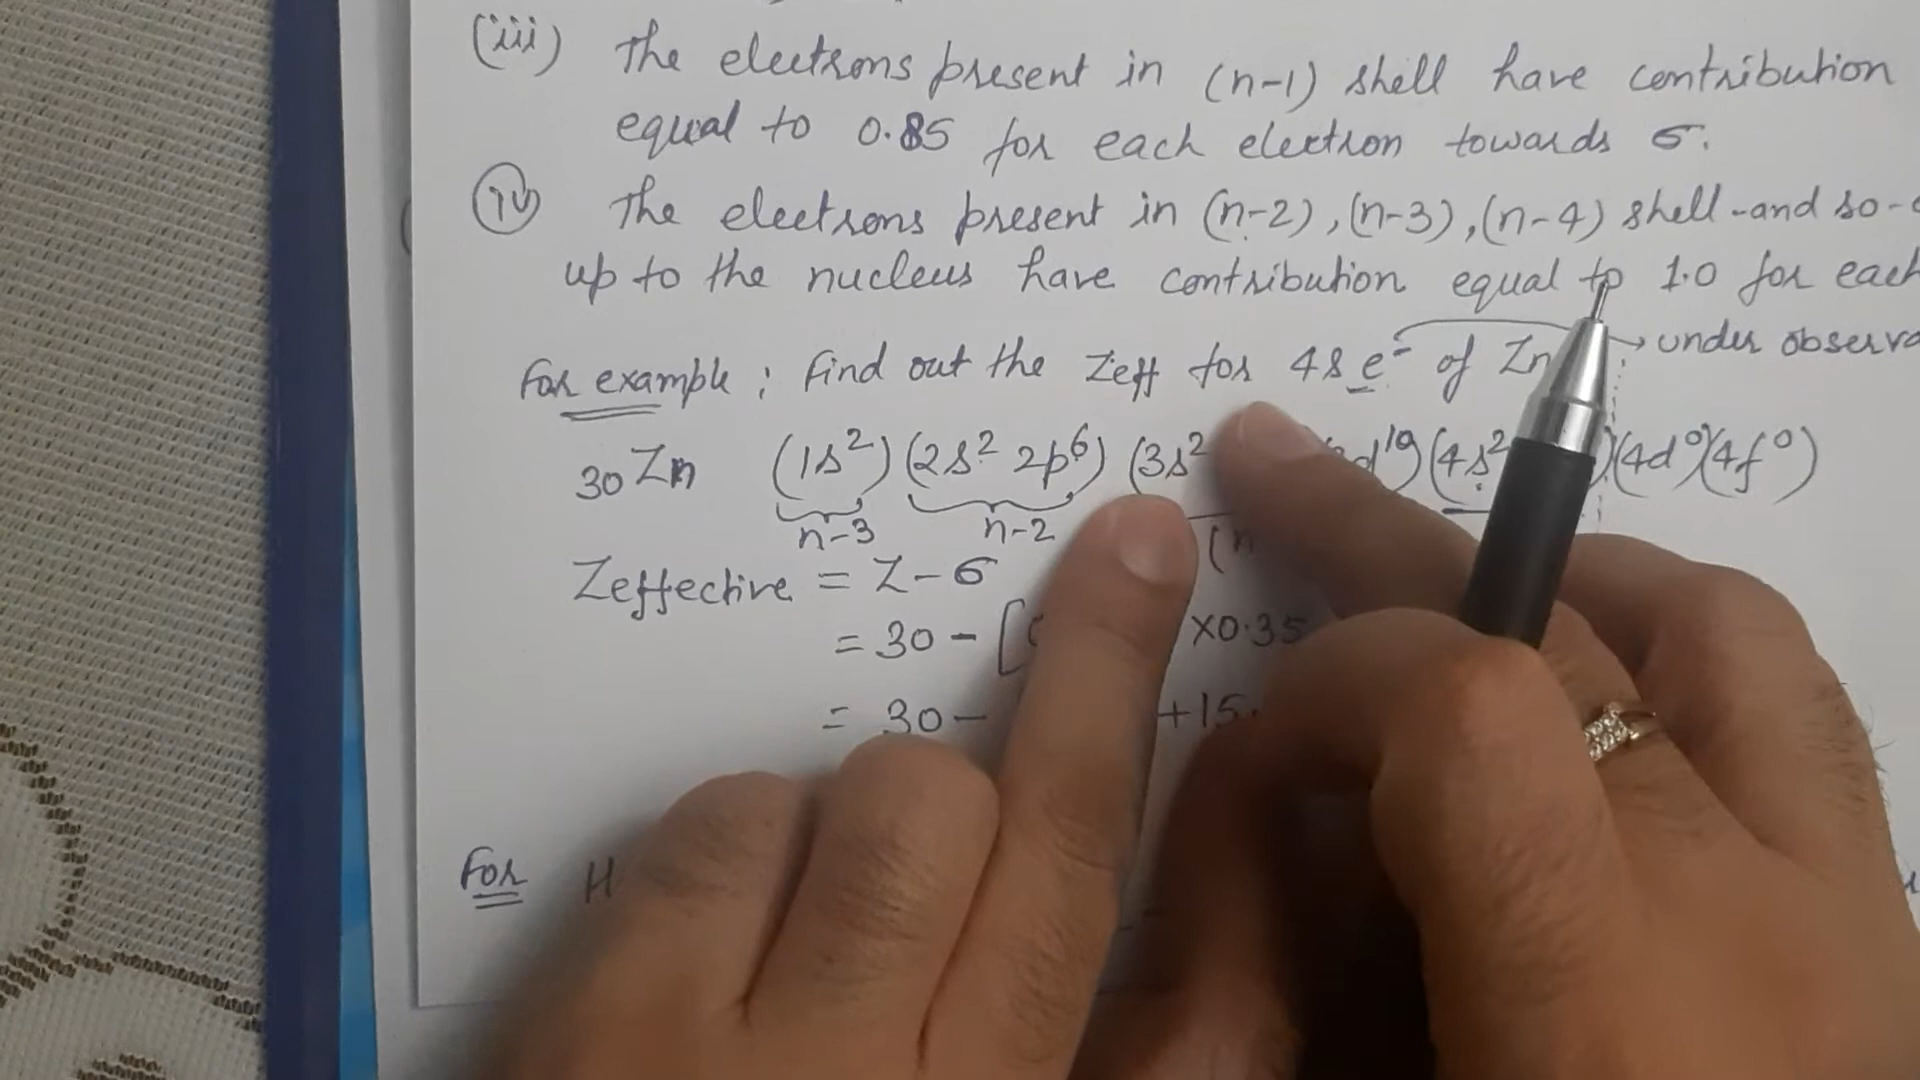 (iii) The electrons present in (n-1) shell have contribution
equal to 0.85 for each electron towards σ.
(iv) The electrons present in (n-2), (n-3), (n-4) shell and so-
up to the nucleus have contribution equal to 1.0 for each
For example ; Find out the Zeff for 4s e⁻ of Zn → under observa
30 Zn (1s²) (2s² 2p⁶) (3s² d¹⁰) (4s² ) (4d⁰) (4f⁰)
n-3 n-2 (n
Zeffective = Z - σ
= 30 - [ ×0.35
= 30 - +15.
For H